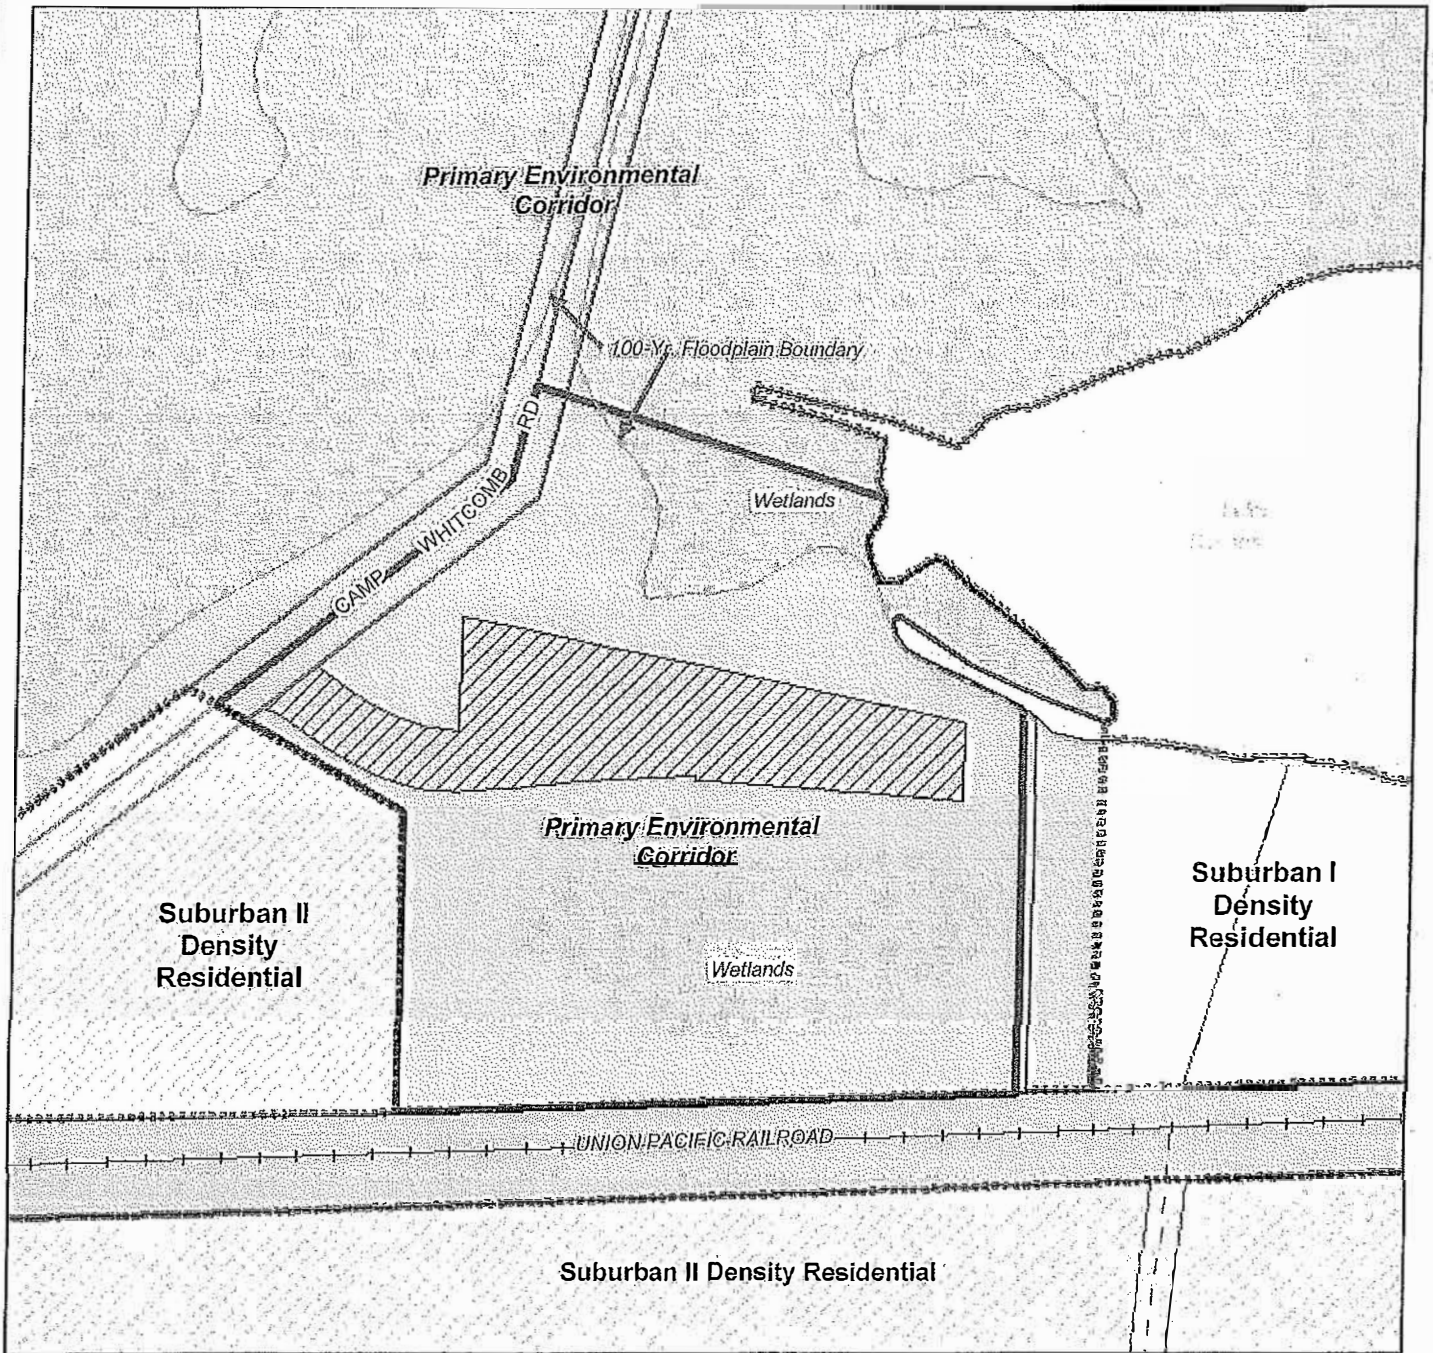 Primary Environmental
Corridor
100-Yr. Floodplain Boundary
CAMP WHITCOMB RD
Wetlands
Primary Environmental
Corridor
Suburban II
Density
Residential
Suburban I
Density
Residential
Wetlands
UNION PACIFIC RAILROAD
Suburban II Density Residential